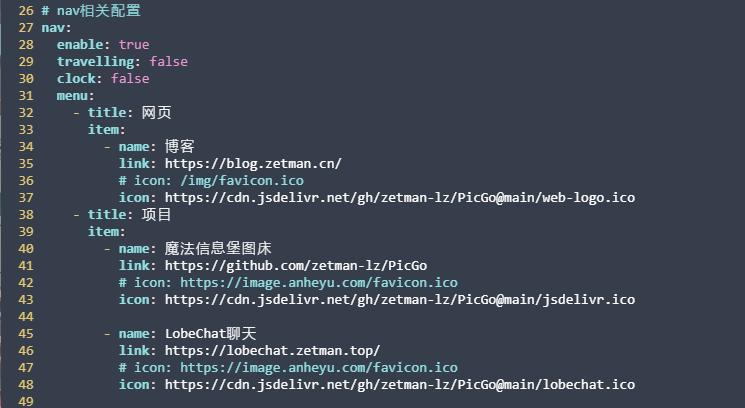 26 # nav相关配置
27 nav:
28   enable: true
29   travelling: false
30   clock: false
31   menu:
32     - title: 网页
33       item:
34         - name: 博客
35           link: https://blog.zetman.cn/
36           # icon: /img/favicon.ico
37           icon: https://cdn.jsdelivr.net/gh/zetman-lz/PicGo@main/web-logo.ico
38     - title: 项目
39       item:
40         - name: 魔法信息堡图床
41           link: https://github.com/zetman-lz/PicGo
42           # icon: https://image.anheyu.com/favicon.ico
43           icon: https://cdn.jsdelivr.net/gh/zetman-lz/PicGo@main/jsdelivr.ico
44
45         - name: LobeChat聊天
46           link: https://lobechat.zetman.top/
47           # icon: https://image.anheyu.com/favicon.ico
48           icon: https://cdn.jsdelivr.net/gh/zetman-lz/PicGo@main/lobechat.ico
49